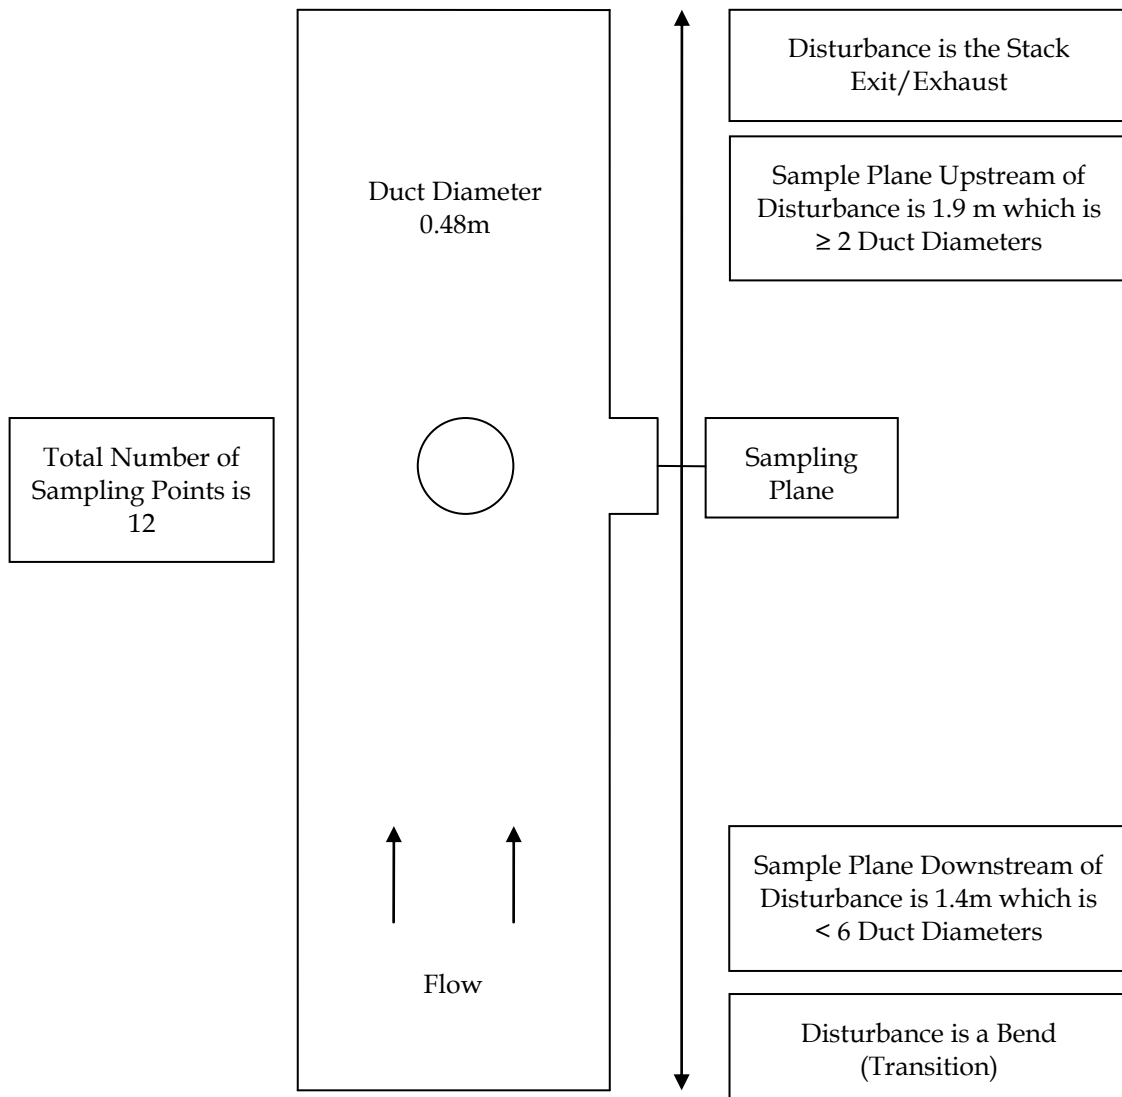 Disturbance is the Stack
Exit/Exhaust
Sample Plane Upstream of
Disturbance is 1.9 m which is
≥ 2 Duct Diameters
Duct Diameter
0.48m
Total Number of
Sampling Points is
12
Sampling
Plane
Sample Plane Downstream of
Disturbance is 1.4m which is
< 6 Duct Diameters
Flow
Disturbance is a Bend
(Transition)